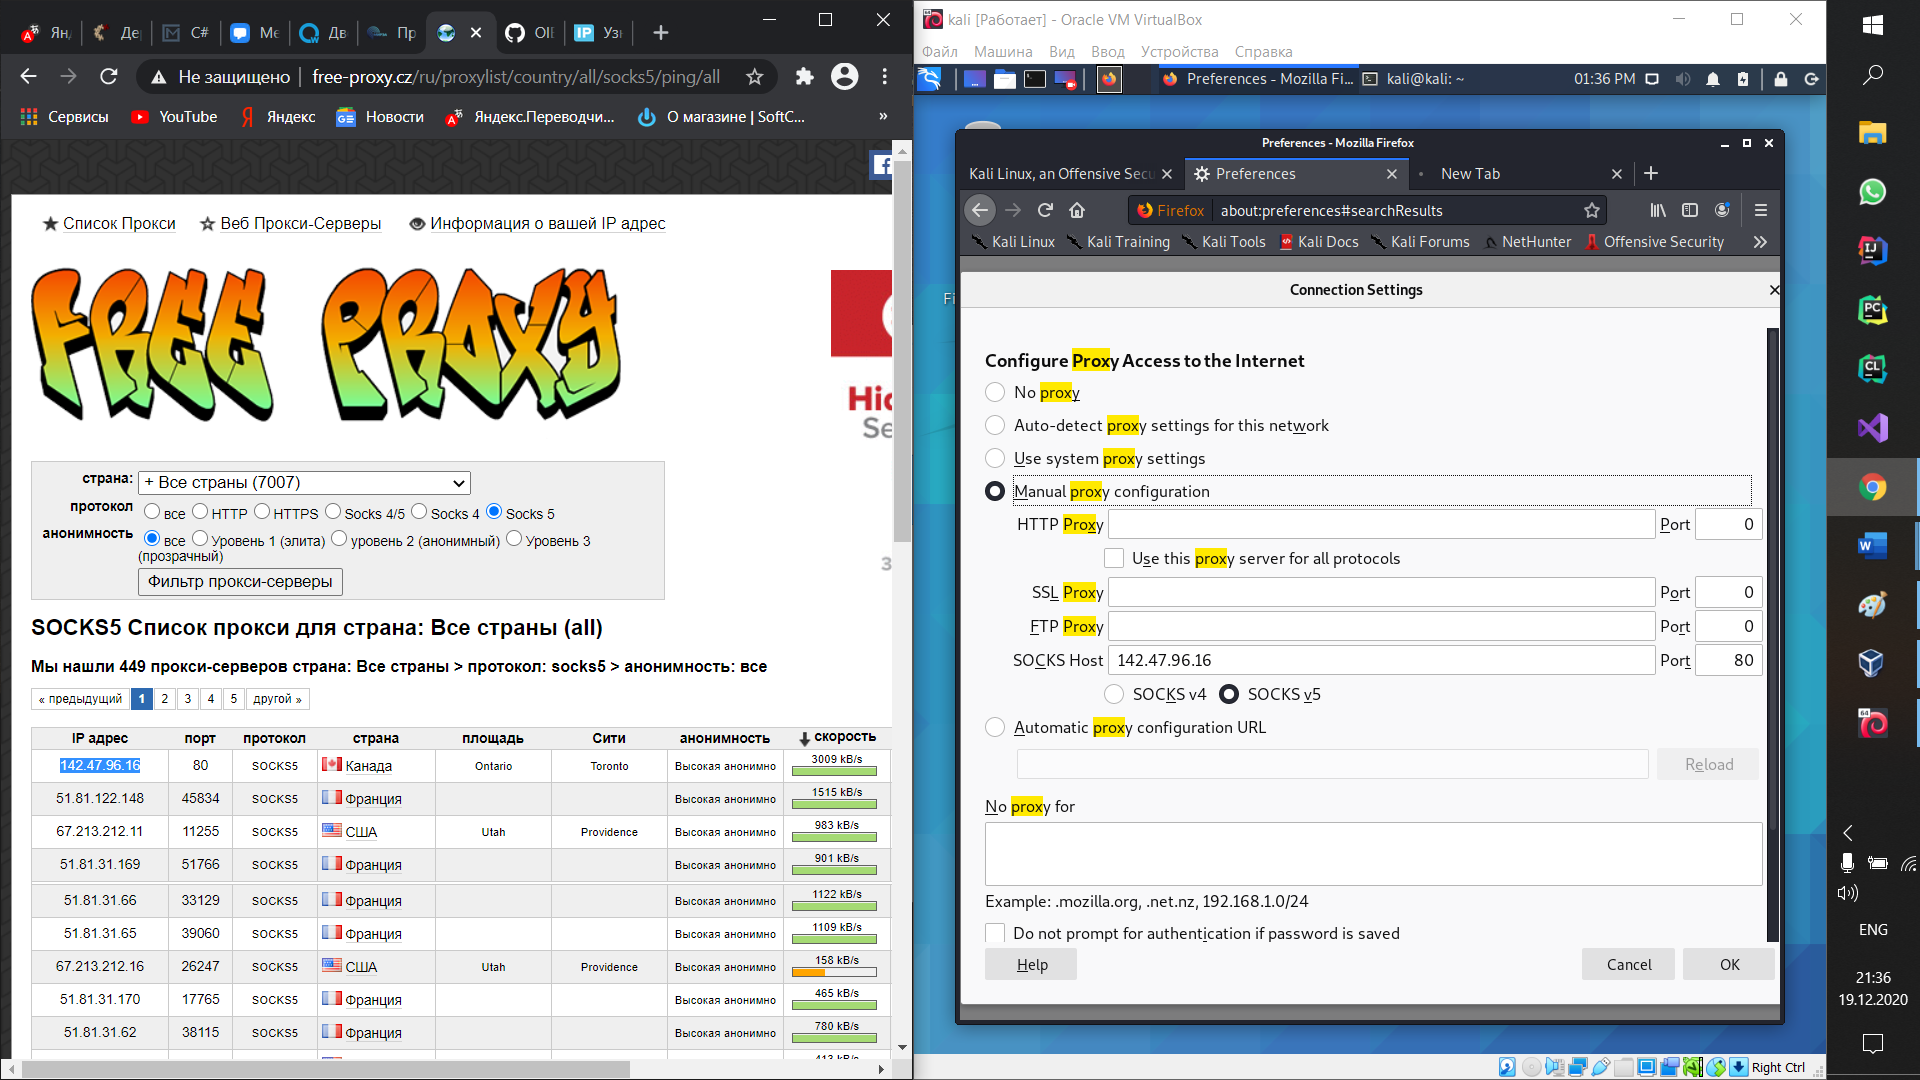 Ян
Де
C#
Ме
Дв
Пр
OIE
Узн
Не защищено
free-proxy.cz/ru/proxylist/country/all/socks5/ping/all
Сервисы
YouTube
Яндекс
Новости
Яндекс.Переводчи...
О магазине | SoftC...
»
Список Прокси
Веб Прокси-Серверы
Информация о вашей IP адрес
FREE PROXY
Hic
Se
3
страна:
+ Все страны (7007)
протокол
все HTTP HTTPS Socks 4/5 Socks 4 Socks 5
анонимность
все Уровень 1 (элита) уровень 2 (анонимный) Уровень 3
(прозрачный)
Фильтр прокси-серверы
SOCKS5 Список прокси для страна: Все страны (all)
Мы нашли 449 прокси-серверов страна: Все страны > протокол: socks5 > анонимность: все
« предыдущий 1 2 3 4 5 другой »
IP адрес порт протокол страна площадь Сити анонимность скорость
142.47.96.16 80 SOCKS5 Канада Ontario Toronto Высокая анонимно 3009 kB/s
51.81.122.148 45834 SOCKS5 Франция Высокая анонимно 1515 kB/s
67.213.212.11 11255 SOCKS5 США Utah Providence Высокая анонимно 983 kB/s
51.81.31.169 51766 SOCKS5 Франция Высокая анонимно 901 kB/s
51.81.31.66 33129 SOCKS5 Франция Высокая анонимно 1122 kB/s
51.81.31.65 39060 SOCKS5 Франция Высокая анонимно 1109 kB/s
67.213.212.16 26247 SOCKS5 США Utah Providence Высокая анонимно 158 kB/s
51.81.31.170 17765 SOCKS5 Франция Высокая анонимно 465 kB/s
51.81.31.62 38115 SOCKS5 Франция Высокая анонимно 780 kB/s
413 kB/s
kali [Работает] - Oracle VM VirtualBox
Файл Машина Вид Ввод Устройства Справка
Preferences - Mozilla Fi...
kali@kali: ~
01:36 PM
Fi
Preferences - Mozilla Firefox
Kali Linux, an Offensive Secu
Preferences
New Tab
Firefox
about:preferences#searchResults
Kali Linux Kali Training Kali Tools Kali Docs Kali Forums NetHunter Offensive Security
Connection Settings
Configure Proxy Access to the Internet
No proxy
Auto-detect proxy settings for this network
Use system proxy settings
Manual proxy configuration
HTTP Proxy Port 0
Use this proxy server for all protocols
SSL Proxy Port 0
FTP Proxy Port 0
SOCKS Host 142.47.96.16 Port 80
SOCKS v4 SOCKS v5
Automatic proxy configuration URL
Reload
No proxy for
Example: .mozilla.org, .net.nz, 192.168.1.0/24
Do not prompt for authentication if password is saved
Help
Cancel
OK
Right Ctrl
ENG
21:36
19.12.2020